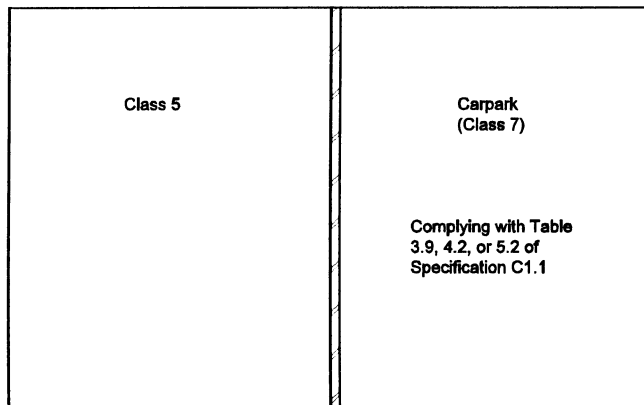 Class 5
Carpark
(Class 7)
Complying with Table
3.9, 4.2, or 5.2 of
Specification C1.1